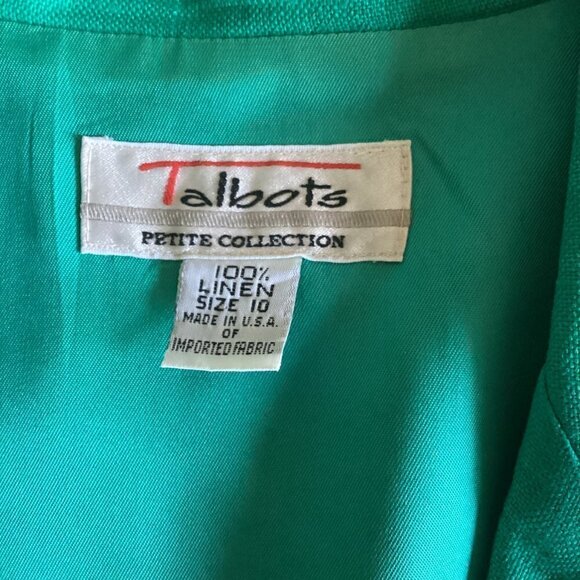 Talbots
PETITE COLLECTION
100%
LINEN
SIZE 10
MADE IN U.S.A.
OF
IMPORTED FABRIC